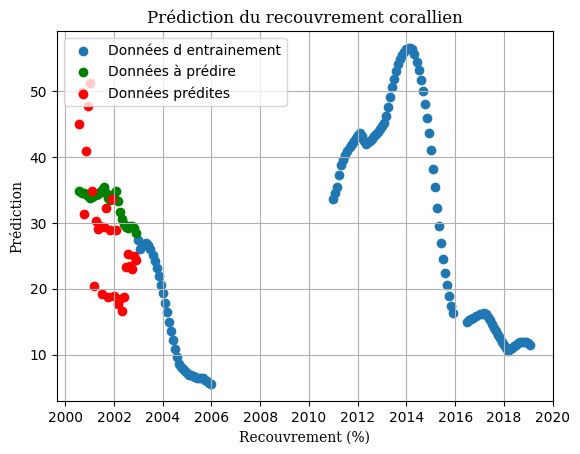 Prédiction du recouvrement corallien
Données d entrainement
Données à prédire
Données prédites
Prédiction
50
40
30
20
10
2000 2002 2004 2006 2008 2010 2012 2014 2016 2018 2020
Recouvrement (%)